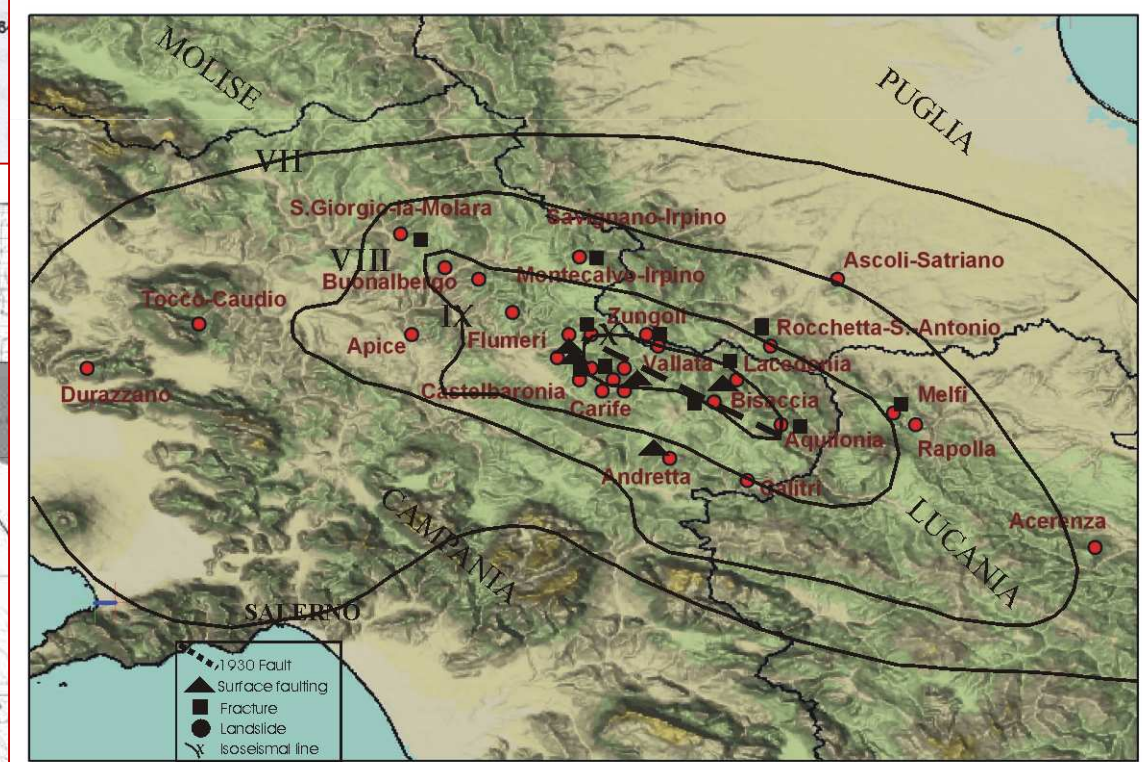 MOLISE
PUGLIA
VII
S.Giorgio-la-Molara
Savignano-Irpino
VIII
Buonalbergo
Montecalvo-Irpino
Ascoli-Satriano
Tocco-Caudio
IX
Flumeri
Zungoli
X
Rocchetta-S.-Antonio
Apice
Vallata
Lacedonia
Durazzano
Castelbaronia
Carife
Bisaccia
Melfi
Aquilonia
Rapolla
Andretta
Calitri
CAMPANIA
LUCANIA
Acerenza
SALERNO
1930 Fault
Surface faulting
Fracture
Landslide
X Isoseismal line